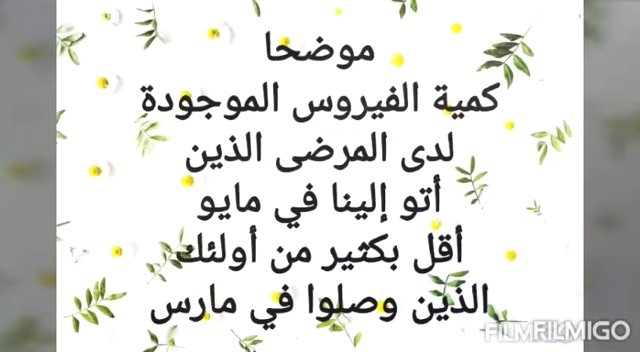 موضحا
كمية الفيروس الموجودة
لدى المرضى الذين
أتو إلينا في مايو
أقل بكثير من أولئك
الذين وصلوا في مارس
FILMFILMIGO